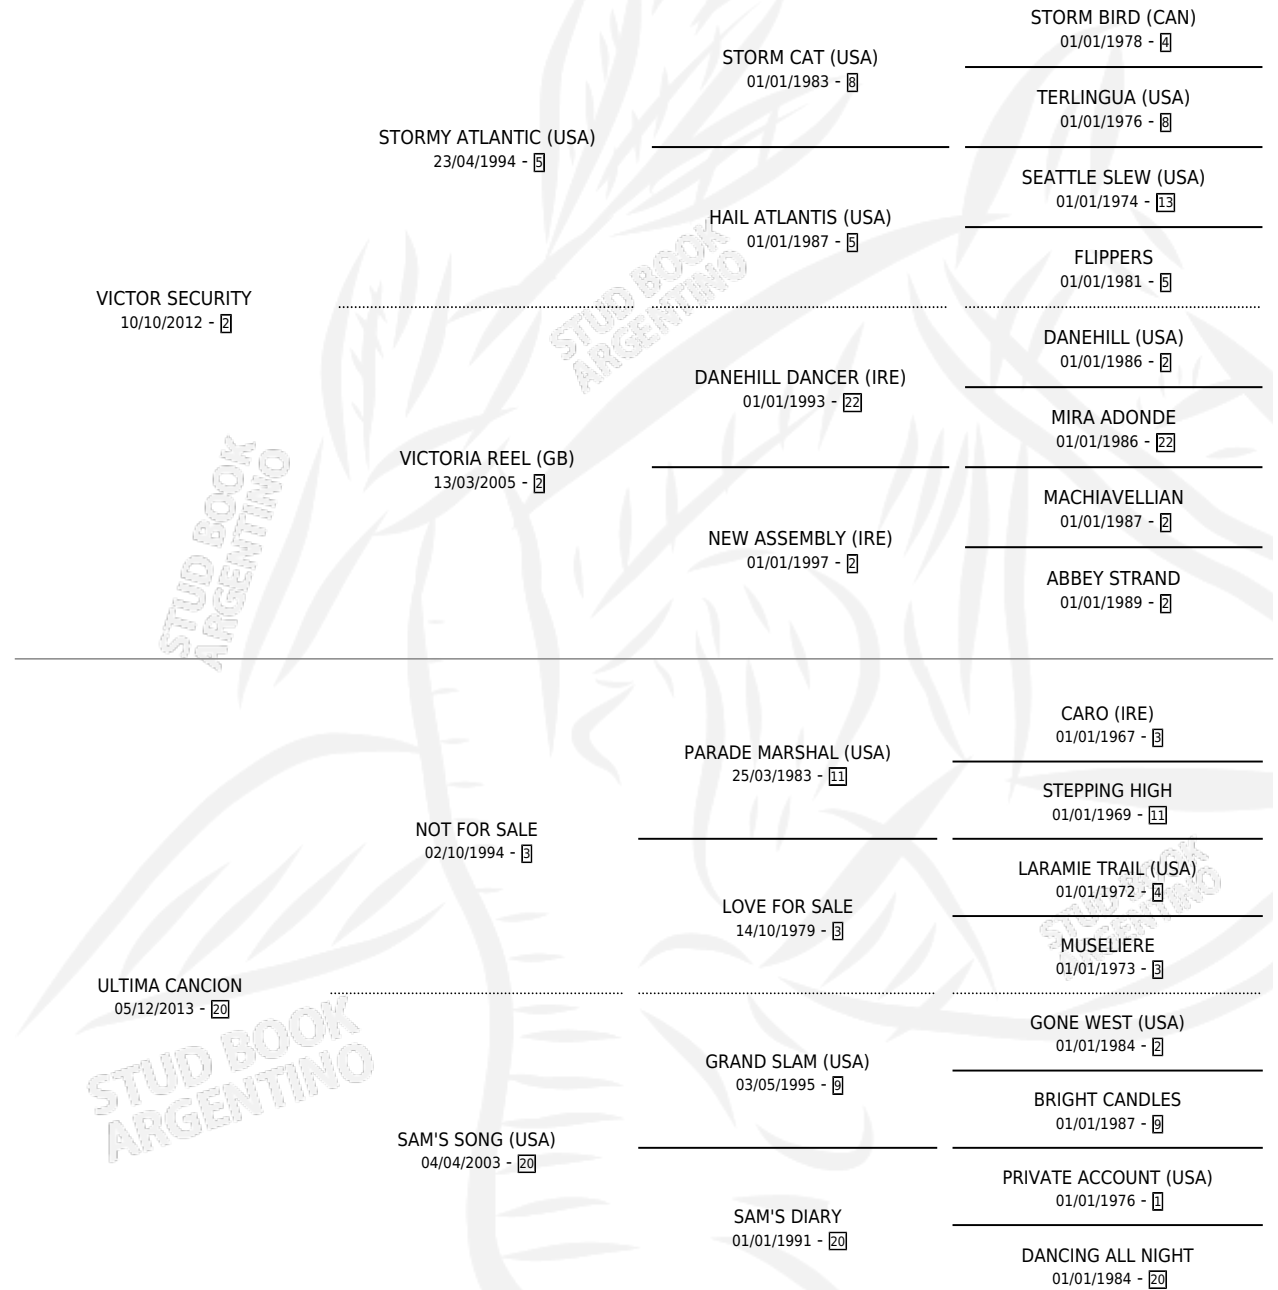 STORM BIRD (CAN)
01/01/1978 - 4
STORM CAT (USA)
01/01/1983 - 8
TERLINGUA (USA)
01/01/1976 - 8
STORMY ATLANTIC (USA)
23/04/1994 - 5
SEATTLE SLEW (USA)
01/01/1974 - 13
HAIL ATLANTIS (USA)
01/01/1987 - 5
FLIPPERS
01/01/1981 - 5
VICTOR SECURITY
10/10/2012 - 2
DANEHILL (USA)
01/01/1986 - 2
DANEHILL DANCER (IRE)
01/01/1993 - 22
MIRA ADONDE
01/01/1986 - 22
VICTORIA REEL (GB)
13/03/2005 - 2
MACHIAVELLIAN
01/01/1987 - 2
NEW ASSEMBLY (IRE)
01/01/1997 - 2
ABBEY STRAND
01/01/1989 - 2
STUD BOOK
ARGENTINO
STUD BOOK
ARGENTINO
CARO (IRE)
01/01/1967 - 3
PARADE MARSHAL (USA)
25/03/1983 - 11
STEPPING HIGH
01/01/1969 - 11
NOT FOR SALE
02/10/1994 - 3
LARAMIE TRAIL (USA)
01/01/1972 - 4
LOVE FOR SALE
14/10/1979 - 3
MUSELIERE
01/01/1973 - 3
ULTIMA CANCION
05/12/2013 - 20
GONE WEST (USA)
01/01/1984 - 2
GRAND SLAM (USA)
03/05/1995 - 9
BRIGHT CANDLES
01/01/1987 - 9
SAM'S SONG (USA)
04/04/2003 - 20
PRIVATE ACCOUNT (USA)
01/01/1976 - 1
SAM'S DIARY
01/01/1991 - 20
DANCING ALL NIGHT
01/01/1984 - 20
STUD BOOK
ARGENTINO
STUD BOOK
ARGENTINO